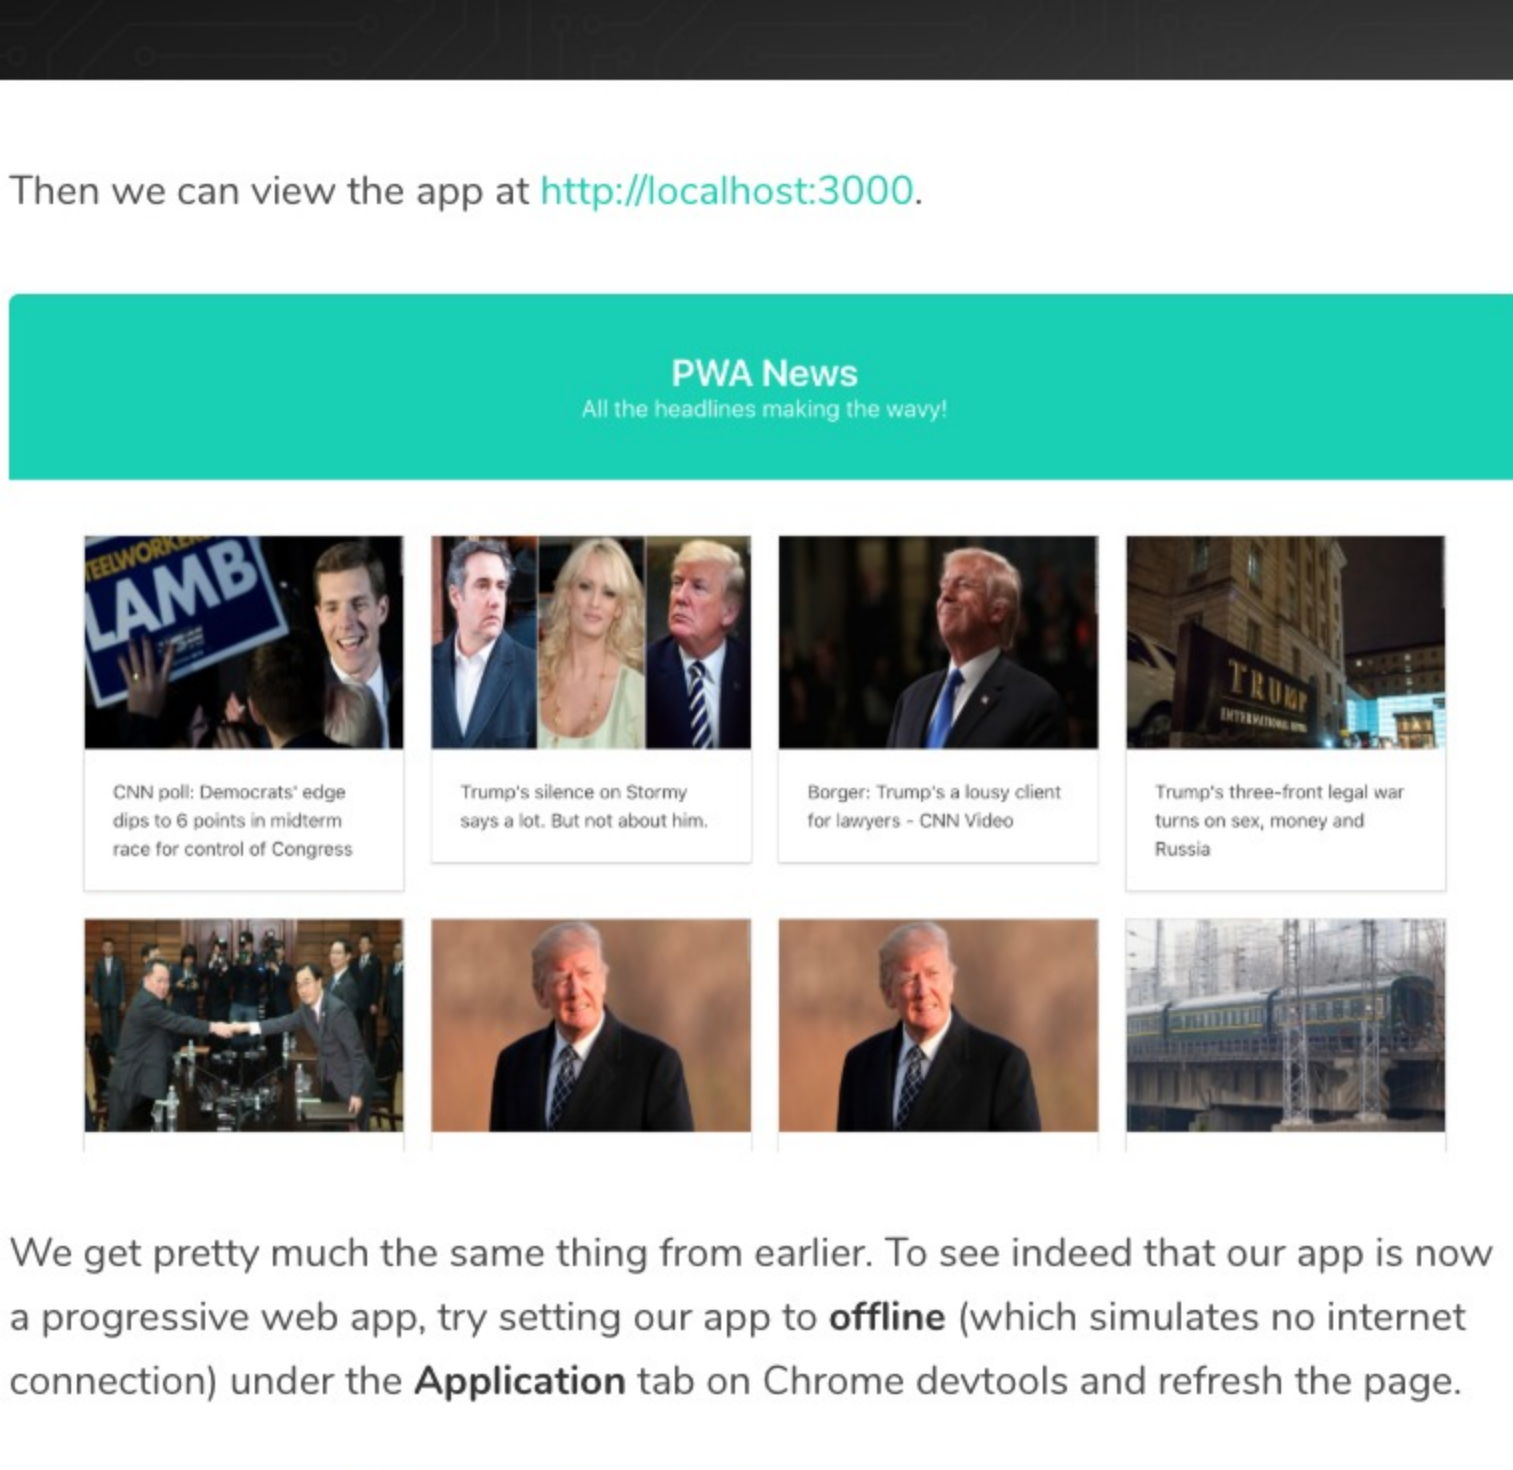 Then we can view the app at http://localhost:3000.
PWA News
All the headlines making the wavy!
LAMB
TRUMP
INTERNATIONAL
CNN poll: Democrats' edge
dips to 6 points in midterm
race for control of Congress
Trump's silence on Stormy
says a lot. But not about him.
Borger: Trump's a lousy client
for lawyers - CNN Video
Trump's three-front legal war
turns on sex, money and
Russia
We get pretty much the same thing from earlier. To see indeed that our app is now
a progressive web app, try setting our app to offline (which simulates no internet
connection) under the Application tab on Chrome devtools and refresh the page.